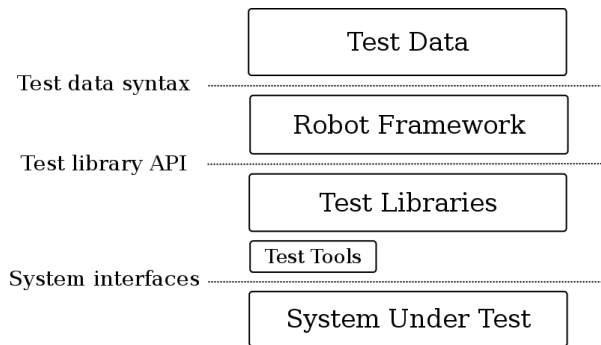 Test Data
Test data syntax
Robot Framework
Test library API
Test Libraries
Test Tools
System interfaces
System Under Test